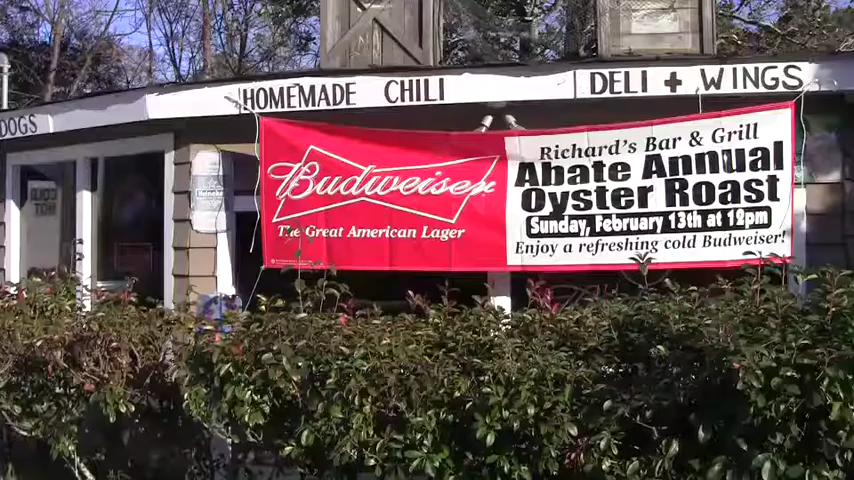 DOGS
HOMEMADE CHILI
DELI + WINGS
Budweiser
The Great American Lager
Richard's Bar & Grill
Abate Annual
Oyster Roast
Sunday, February 13th at 12pm
Enjoy a refreshing cold Budweiser!
Heineken